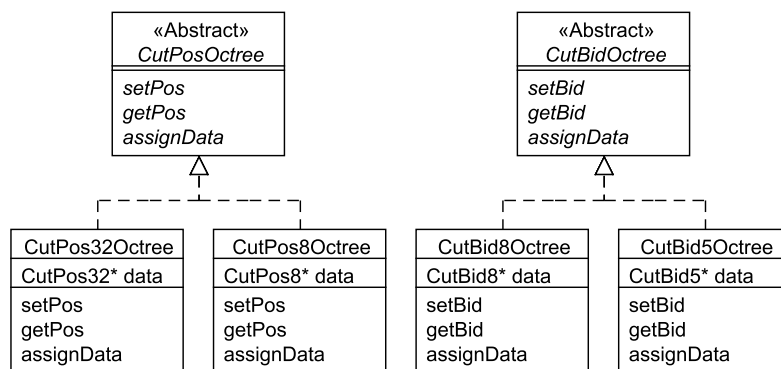 «Abstract»
CutPosOctree
setPos
getPos
assignData
«Abstract»
CutBidOctree
setBid
getBid
assignData
CutPos32Octree
CutPos32* data
setPos
getPos
assignData
CutPos8Octree
CutPos8* data
setPos
getPos
assignData
CutBid8Octree
CutBid8* data
setBid
getBid
assignData
CutBid5Octree
CutBid5* data
setBid
getBid
assignData